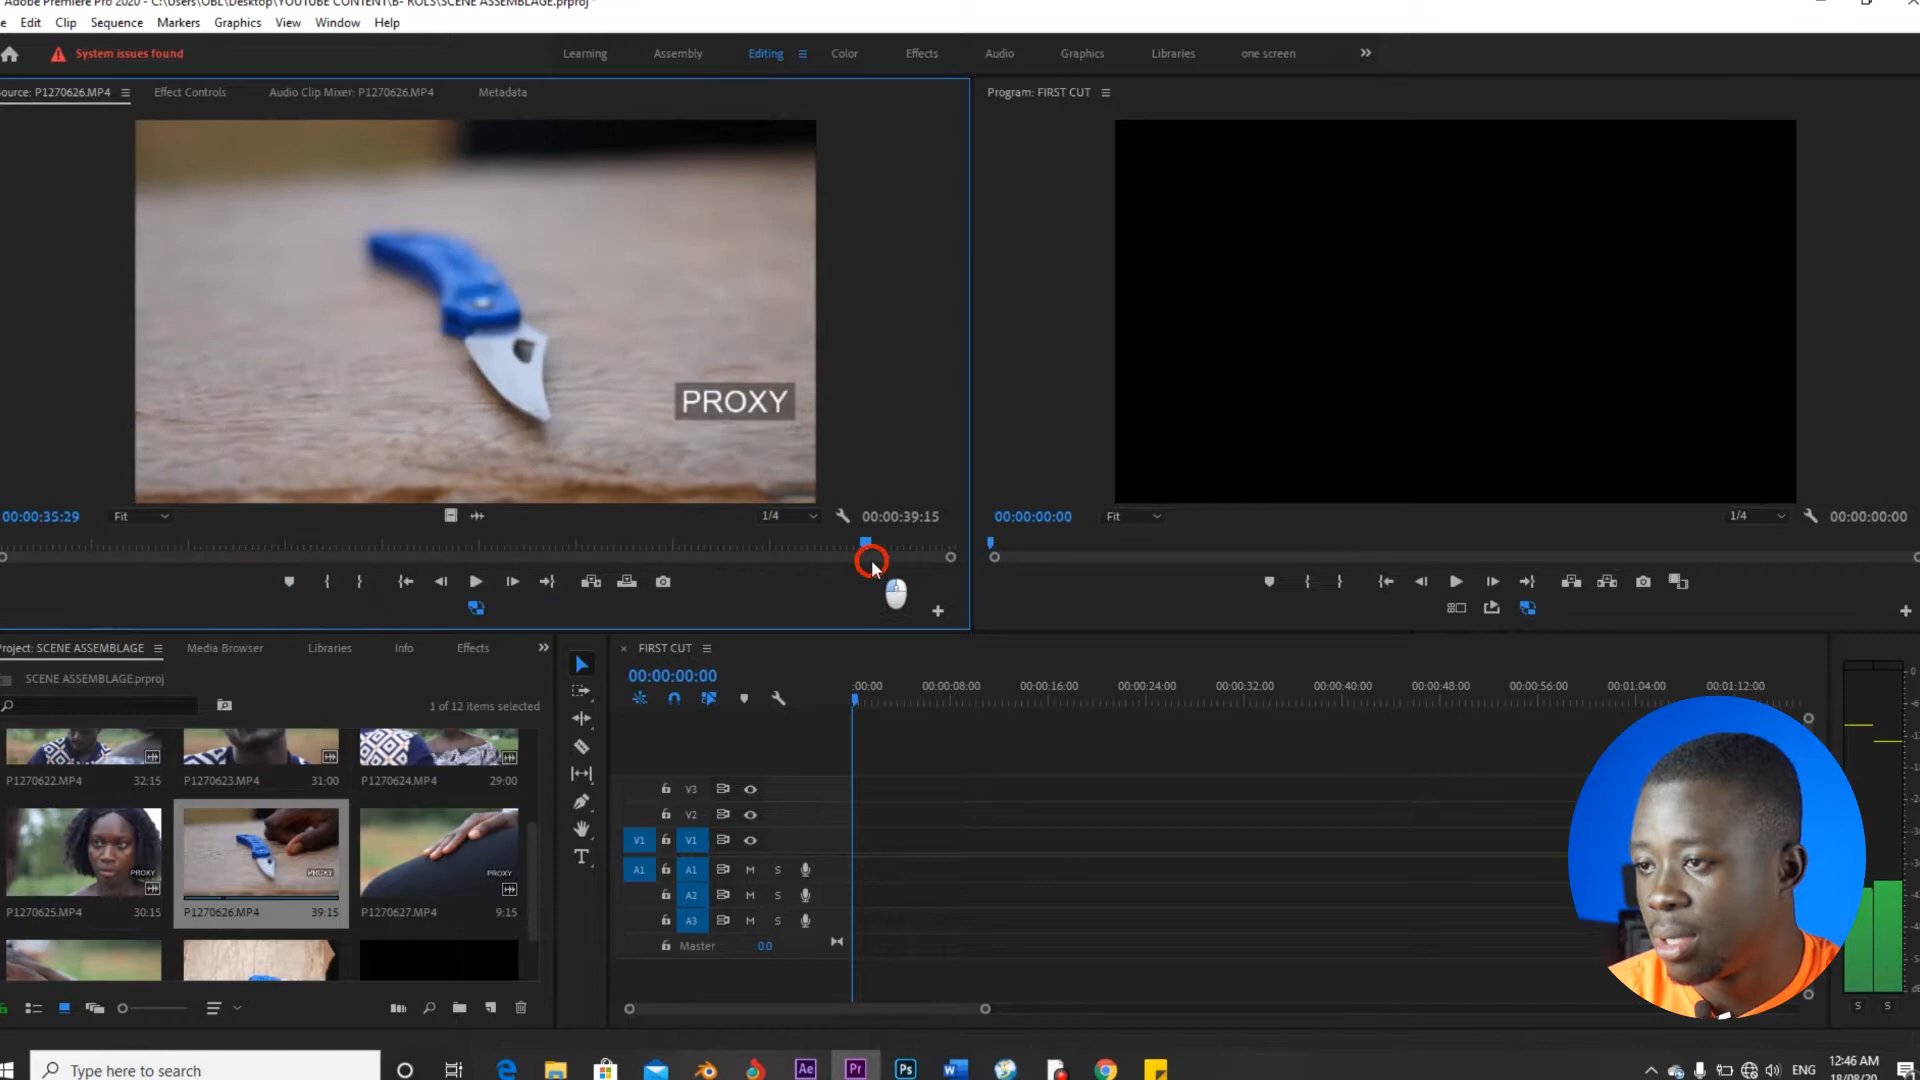 Adobe Premiere Pro 2020 - C:\Users\OBL\Desktop\YOUTUBE CONTENT\B- ROLS\SCENE ASSEMBLAGE.prproj *
Edit Clip Sequence Markers Graphics View Window Help
System issues found
Learning Assembly Editing Color Effects Audio Graphics Libraries one screen
ource: P1270626.MP4 Effect Controls Audio Clip Mixer: P1270626.MP4 Metadata
Program: FIRST CUT
PROXY
00:00:35:29 Fit 1/4 00:00:39:15
00:00:00:00 Fit 1/4 00:00:00:00
roject: SCENE ASSEMBLAGE Media Browser Libraries Info Effects
SCENE ASSEMBLAGE.prproj
1 of 12 items selected
P1270622.MP4 32:15
P1270623.MP4 31:00
P1270624.MP4 29:00
PROXY
PROXY
PROXY
P1270625.MP4 30:15
P1270626.MP4 39:15
P1270627.MP4 9:15
FIRST CUT
00:00:00:00
:00:00 00:00:08:00 00:00:16:00 00:00:24:00 00:00:32:00 00:00:40:00 00:00:48:00 00:00:56:00 00:01:04:00 00:01:12:00
V3
V2
V1 V1
A1 A1 M S
A2 M S
A3 M S
Master 0.0
0
S S
Type here to search
Ae Pr Ps
ENG
12:46 AM
18/08/20